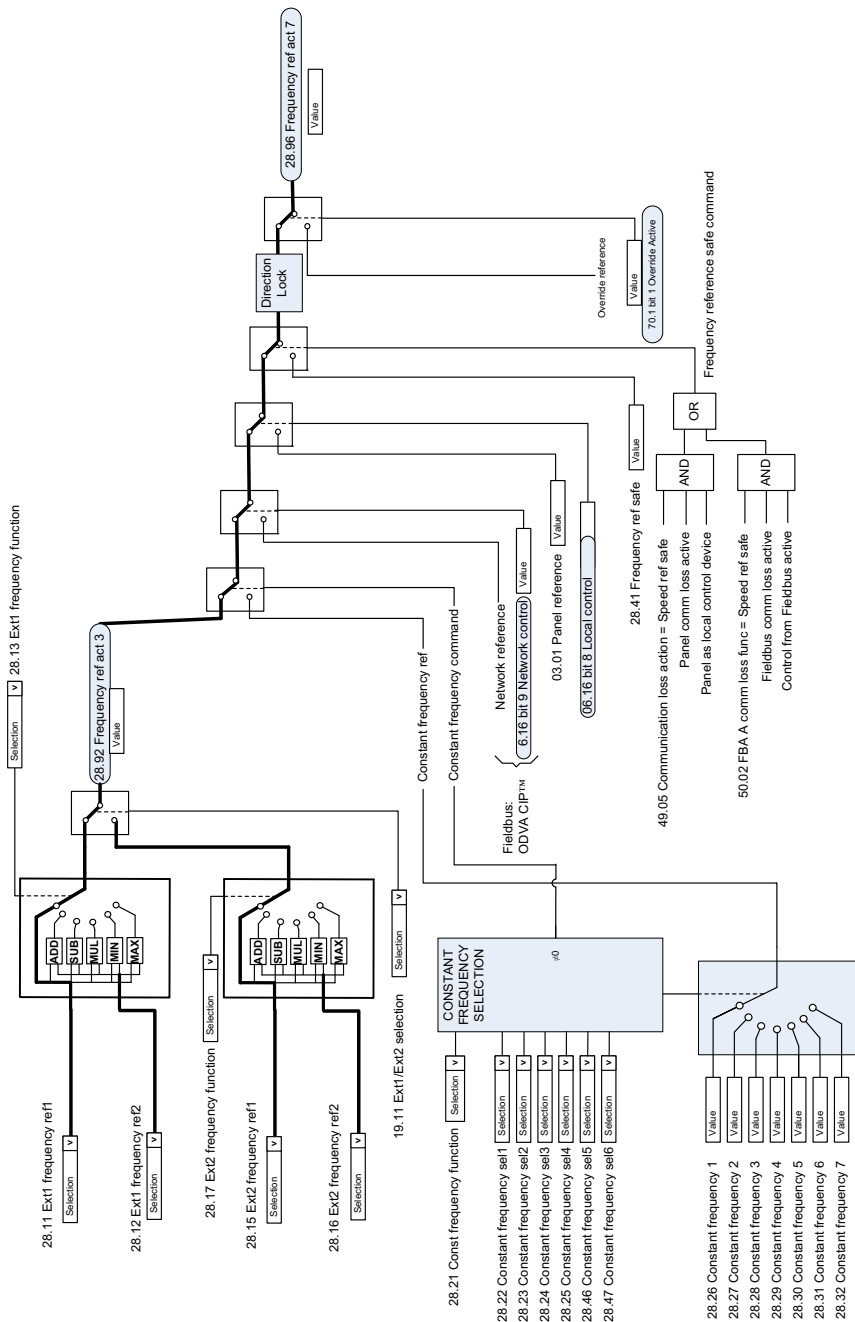 28.13 Ext1 frequency function
Selection
v
28.11 Ext1 frequency ref1
Selection
v
28.12 Ext1 frequency ref2
Selection
v
ADD
SUB
MUL
MIN
MAX
28.17 Ext2 frequency function
Selection
v
28.15 Ext2 frequency ref1
Selection
v
28.16 Ext2 frequency ref2
Selection
v
ADD
SUB
MUL
MIN
MAX
19.11 Ext1/Ext2 selection
Selection
v
28.92 Frequency ref act 3
Value
28.21 Const frequency function
Selection
v
28.22 Constant frequency sel1
Selection
v
28.23 Constant frequency sel2
Selection
v
28.24 Constant frequency sel3
Selection
v
28.25 Constant frequency sel4
Selection
v
28.46 Constant frequency sel5
Selection
v
28.47 Constant frequency sel6
Selection
v
CONSTANT
FREQUENCY
SELECTION
≠0
28.26 Constant frequency 1
Value
28.27 Constant frequency 2
Value
28.28 Constant frequency 3
Value
28.29 Constant frequency 4
Value
28.30 Constant frequency 5
Value
28.31 Constant frequency 6
Value
28.32 Constant frequency 7
Value
Constant frequency ref
Constant frequency command
Network reference
Fieldbus:
ODVA CIP™
6.16 bit 9 Network control
Value
03.01 Panel reference
Value
06.16 bit 8 Local control
28.41 Frequency ref safe
Value
49.05 Communication loss action = Speed ref safe
Panel comm loss active
Panel as local control device
AND
50.02 FBA A comm loss func = Speed ref safe
Fieldbus comm loss active
Control from Fieldbus active
AND
OR
Frequency reference safe command
Direction
Lock
Override reference
Value
70.1 bit 1 Override Active
28.96 Frequency ref act 7
Value